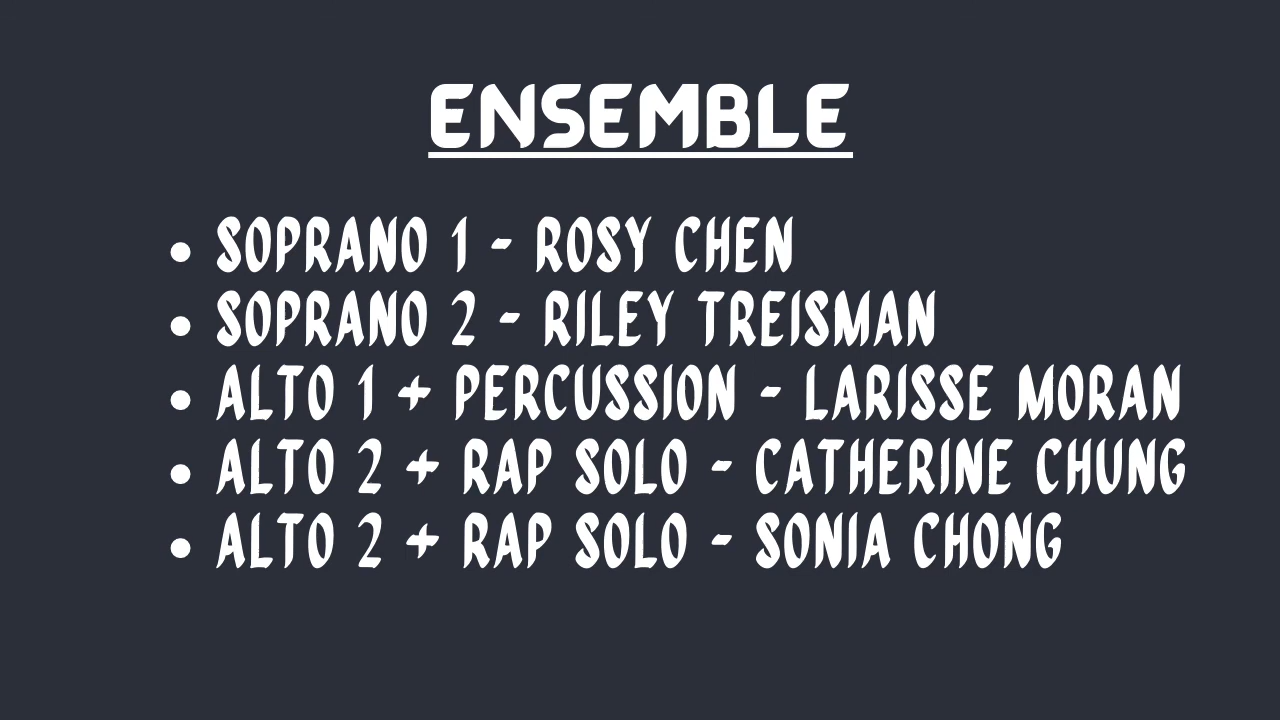 ENSEMBLE
• SOPRANO 1 - ROSY CHEN
• SOPRANO 2 - RILEY TREISMAN
• ALTO 1 + PERCUSSION - LARISSE MORAN
• ALTO 2 + RAP SOLO - CATHERINE CHUNG
• ALTO 2 + RAP SOLO - SONIA CHONG